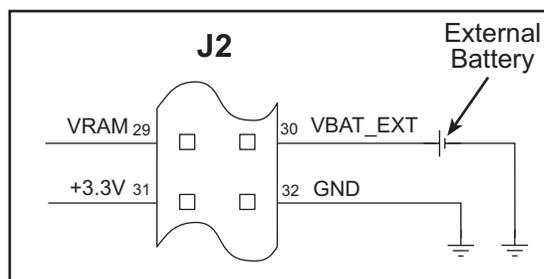 J2
External
Battery
VRAM 29
30 VBAT_EXT
+3.3V 31
32 GND